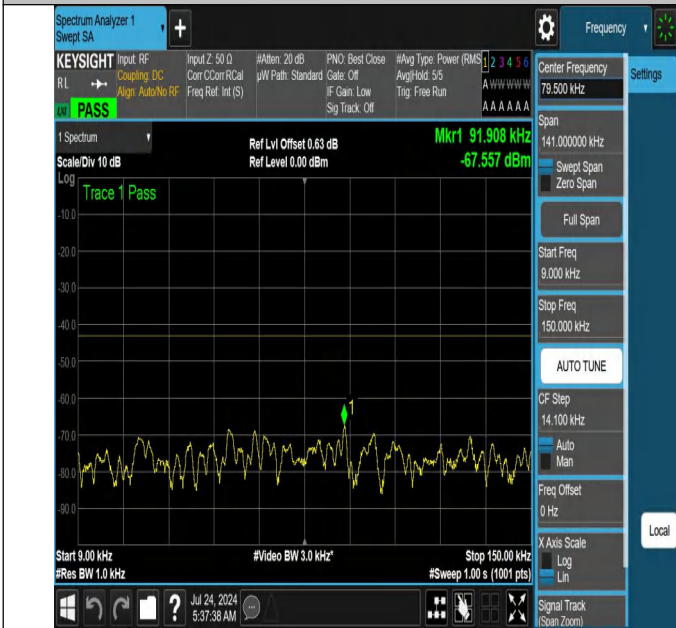 Spectrum Analyzer 1
Swept SA
+
Frequency
KEYSIGHT
RL
PASS
Input: RF
Coupling: DC
Align: Auto/No RF
Input Z: 50 Ω
Corr CCorr RCal
Freq Ref: Int (S)
#Atten: 20 dB
µW Path: Standard
PNO: Best Close
Gate: Off
IF Gain: Low
Sig Track: Off
#Avg Type: Power (RMS
Avg|Hold: 5/5
Trig: Free Run
1 2 3 4 5 6
A W W W W W
A A A A A A
1 Spectrum
Scale/Div 10 dB
Log
Ref Lvl Offset 0.63 dB
Ref Level 0.00 dBm
Mkr1 91.908 kHz
-67.557 dBm
Trace 1 Pass
-10.0
-20.0
-30.0
-40.0
-50.0
-60.0
-70.0
-80.0
-90.0
1
Start 9.00 kHz
#Res BW 1.0 kHz
#Video BW 3.0 kHz*
Stop 150.00 kHz
#Sweep 1.00 s (1001 pts)
Center Frequency
79.500 kHz
Settings
Span
141.000000 kHz
Swept Span
Zero Span
Full Span
Start Freq
9.000 kHz
Stop Freq
150.000 kHz
AUTO TUNE
CF Step
14.100 kHz
Auto
Man
Freq Offset
0 Hz
X Axis Scale
Log
Lin
Local
Signal Track
(Span Zoom)
?
Jul 24, 2024
5:37:38 AM